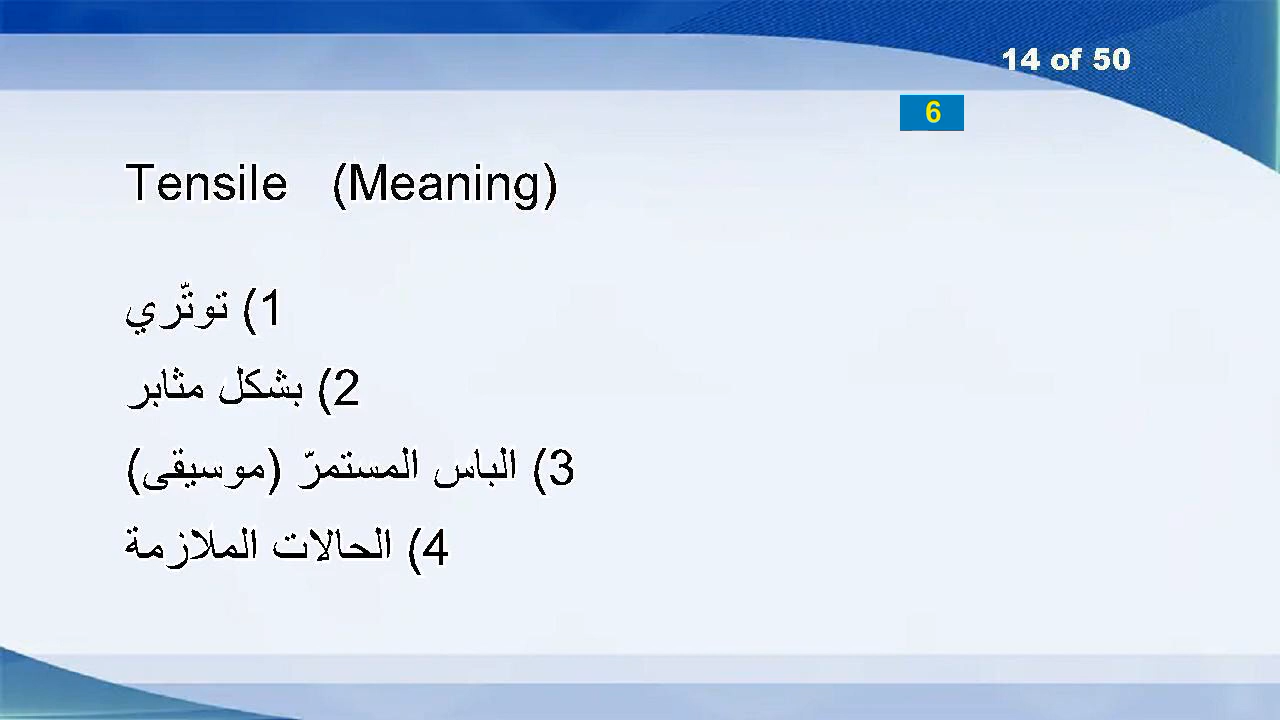 14 of 50
6
Tensile (Meaning)
1) توتّري
2) بشكل مثابر
3) الباس المستمرّ (موسيقى)
4) الحالات الملازمة